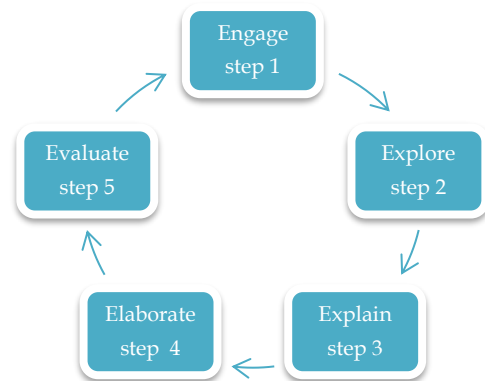 Engage
step 1
Explore
step 2
Explain
step 3
Elaborate
step  4
Evaluate
step 5